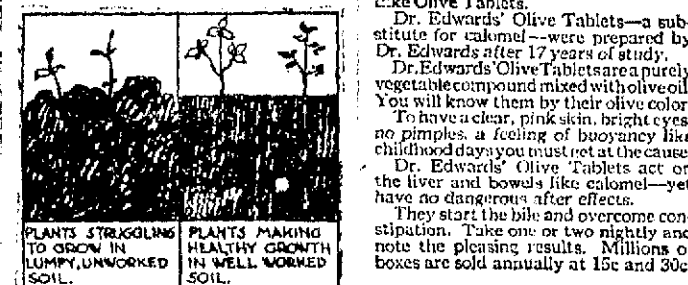 PLANTS STRUGGLING
TO GROW IN
LUMPY, UNWORKED
SOIL.
PLANTS MAKING
HEALTHY GROWTH
IN WELL WORKED
SOIL.
Like Olive Tablets.
Dr. Edwards' Olive Tablets—a sub-
stitute for calomel--were prepared by
Dr. Edwards after 17 years of study.
Dr. Edwards' Olive Tablets are a purely
vegetable compound mixed with olive oil
You will know them by their olive color
To have a clear, pink skin, bright eyes
no pimples, a feeling of buoyancy lik
childhood days you must get at the cause
Dr. Edwards' Olive Tablets act on
the liver and bowels like calomel—yet
have no dangerous after effects.
They start the bile and overcome con
stipation. Take one or two nightly and
note the pleasing results. Millions o
boxes are sold annually at 15c and 30c